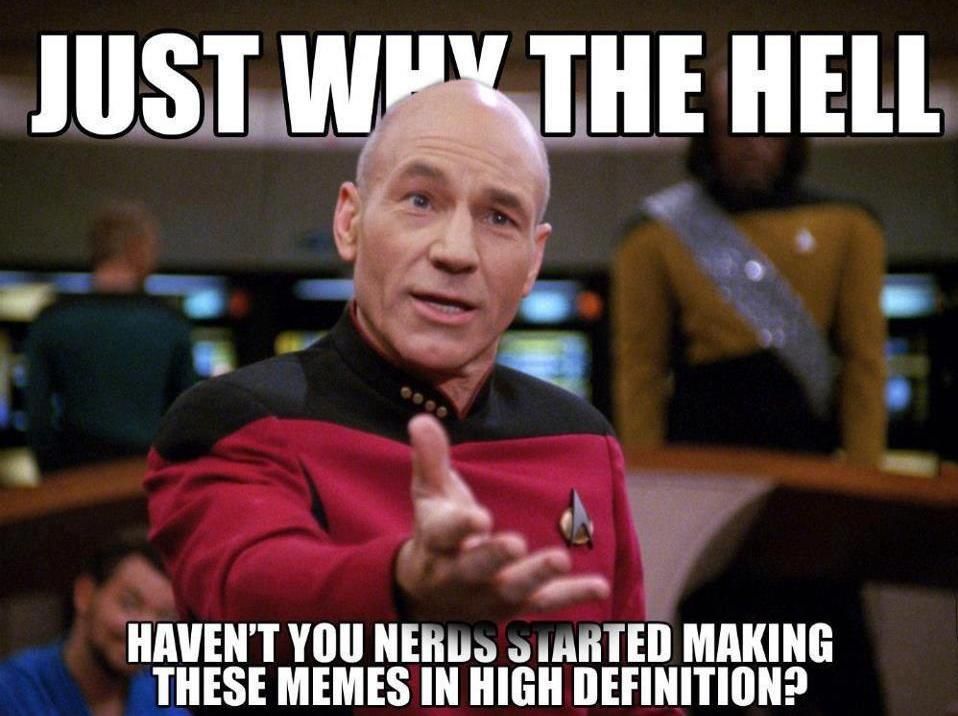 JUST WHY THE HELL
HAVEN'T YOU NERDS STARTED MAKING
THESE MEMES IN HIGH DEFINITION?